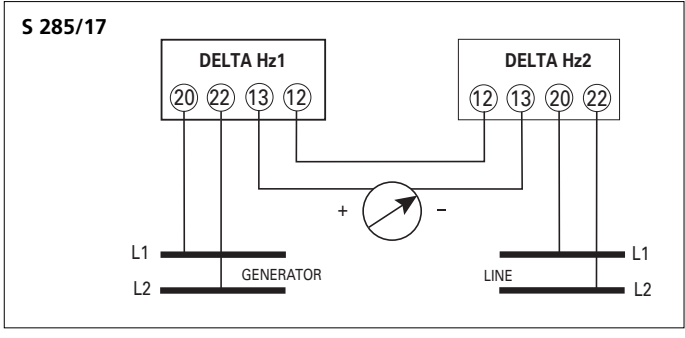 S 285/17
DELTA Hz1
DELTA Hz2
20 22 13 12
12 13 20 22
+ −
L1
L1
GENERATOR
LINE
L2
L2